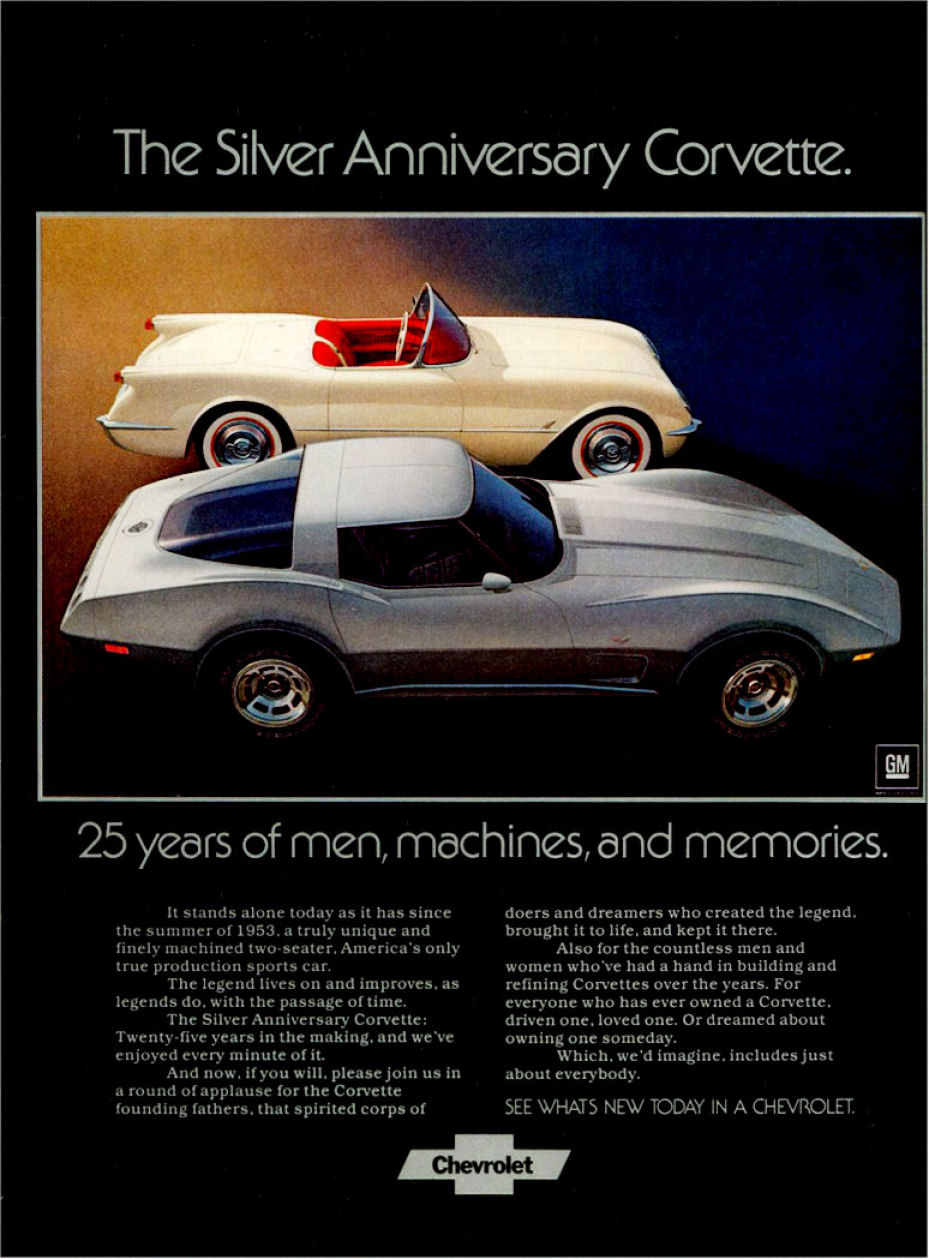 The Silver Anniversary Corvette.
GM
25 years of men, machines, and memories.
It stands alone today as it has since
the summer of 1953, a truly unique and
finely machined two-seater, America's only
true production sports car.
The legend lives on and improves, as
legends do, with the passage of time.
The Silver Anniversary Corvette:
Twenty-five years in the making, and we've
enjoyed every minute of it.
And now, if you will, please join us in
a round of applause for the Corvette
founding fathers, that spirited corps of
doers and dreamers who created the legend,
brought it to life, and kept it there.
Also for the countless men and
women who've had a hand in building and
refining Corvettes over the years. For
everyone who has ever owned a Corvette,
driven one, loved one. Or dreamed about
owning one someday.
Which, we'd imagine, includes just
about everybody.
SEE WHAT'S NEW TODAY IN A CHEVROLET.
Chevrolet